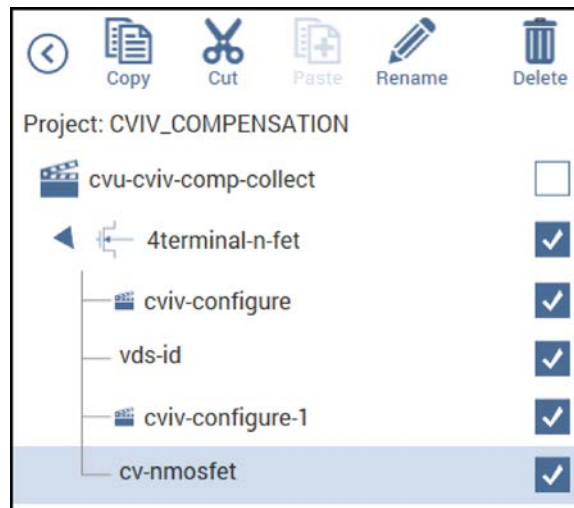 Copy Cut Paste Rename Delete
Project: CVIV_COMPENSATION
cvu-cviv-comp-collect
4terminal-n-fet
cviv-configure
vds-id
cviv-configure-1
cv-nmosfet